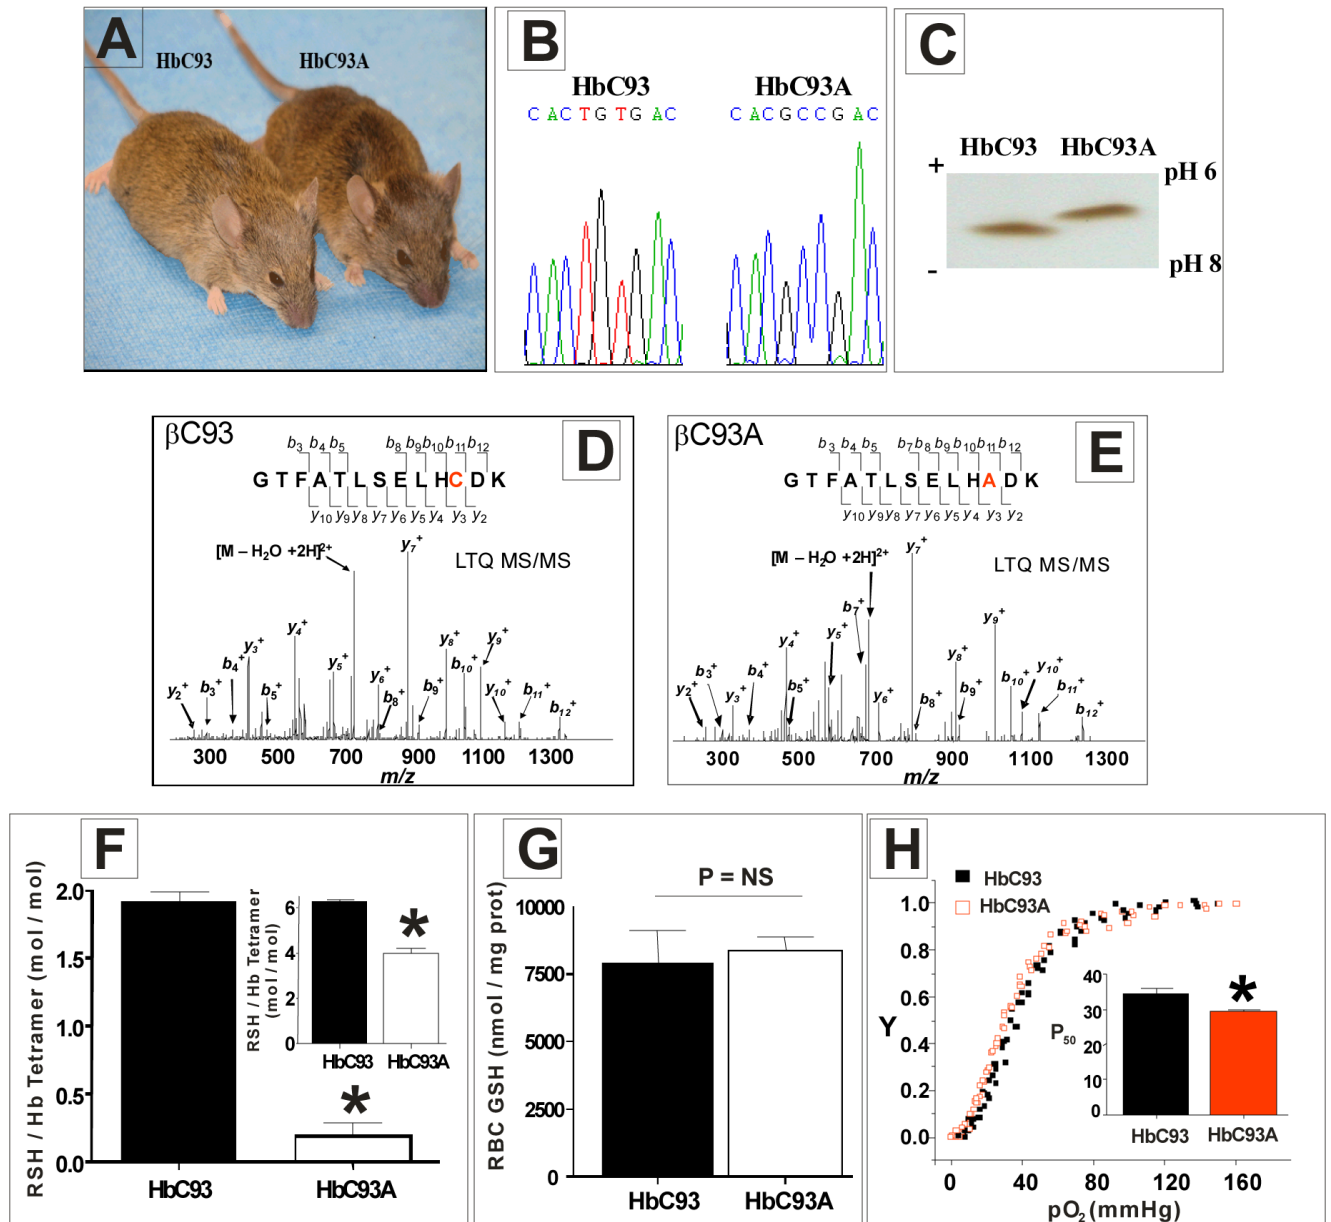 A
HbC93
HbC93A
B
HbC93
HbC93A
CACTGTGAC
CACGCCGAC
C
HbC93
HbC93A
+
pH 6
-
pH 8
βC93
D
b3 b4 b5 b8 b9 b10 b11 b12
GTFATLSELHCDK
y10 y9 y8 y7 y6 y5 y4 y3 y2
[M – H2O +2H]2+
y7+
LTQ MS/MS
y2+
b3+
b4+
y3+
b5+
y4+
y5+
y6+
b8+
b9+
y8+
b10+
y9+
y10+
b11+
b12+
300 500 700 900 1100 1300
m/z
βC93A
E
b3 b4 b5 b7 b8 b9 b10 b11 b12
GTFATLSELHADK
y10 y9 y8 y7 y6 y5 y4 y3 y2
[M – H2O +2H]2+
y7+
LTQ MS/MS
y2+
b3+
y3+
b4+
y4+
b5+
y5+
b7+
y6+
b8+
y8+
b9+
y9+
b10+
y10+
b11+
b12+
300 500 700 900 1100 1300
m/z
F
RSH / Hb Tetramer (mol / mol)
2.0
1.5
1.0
0.5
0.0
HbC93
HbC93A
*
RSH / Hb Tetramer
(mol / mol)
6
4
2
0
HbC93
HbC93A
*
G
P = NS
RBC GSH (nmol / mg prot)
10000
7500
5000
2500
0
HbC93
HbC93A
H
HbC93
HbC93A
Y
1.0
0.8
0.6
0.4
0.2
0.0
0 40 80 120 160
pO2 (mmHg)
P50
40
30
20
10
0
*
HbC93
HbC93A